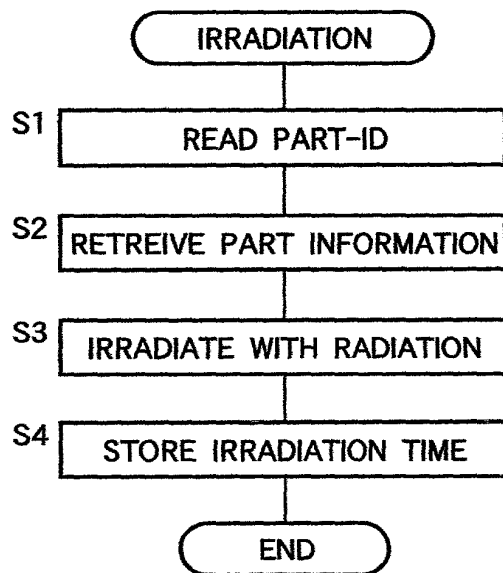 IRRADIATION
S1
READ PART-ID
S2
RETREIVE PART INFORMATION
S3
IRRADIATE WITH RADIATION
S4
STORE IRRADIATION TIME
END